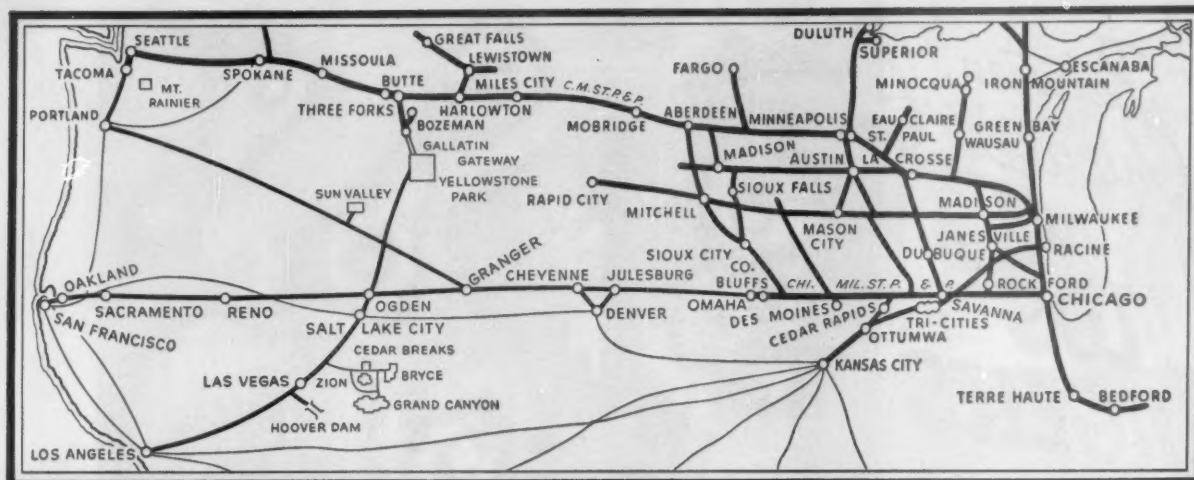 SEATTLE
TACOMA
MT.
RAINIER
PORTLAND
SPOKANE
MISSOULA
BUTTE
THREE FORKS
GREAT FALLS
LEWISTOWN
MILES CITY
HARLOWTON
BOZEMAN
GALLATIN
GATEWAY
YELLOWSTONE
PARK
C.M.ST.P.& P.
MOBRIDGE
FARGO
ABERDEEN
MINNEAPOLIS
ST. PAUL
DULUTH
SUPERIOR
MINOCQUA
EAU CLAIRE
WAUSAU
IRON MOUNTAIN
ESCANABA
GREEN BAY
MADISON
AUSTIN
LA CROSSE
SUN VALLEY
RAPID CITY
MITCHELL
SIOUX FALLS
MASON
CITY
MADISON
MILWAUKEE
JANESVILLE
RACINE
SIOUX CITY
DUBUQUE
ROCKFORD
CHICAGO
OAKLAND
SAN FRANCISCO
SACRAMENTO
RENO
OGDEN
SALT LAKE CITY
GRANGER
CHEYENNE
JULESBURG
DENVER
CO.
BLUFFS
OMAHA
CHI. MIL. ST. P. & P.
DES MOINES
CEDAR RAPIDS
SAVANNA
TRI-CITIES
OTTUMWA
KANSAS CITY
CEDAR BREAKS
ZION
BRYCE
GRAND CANYON
LAS VEGAS
HOOVER DAM
LOS ANGELES
TERRE HAUTE
BEDFORD